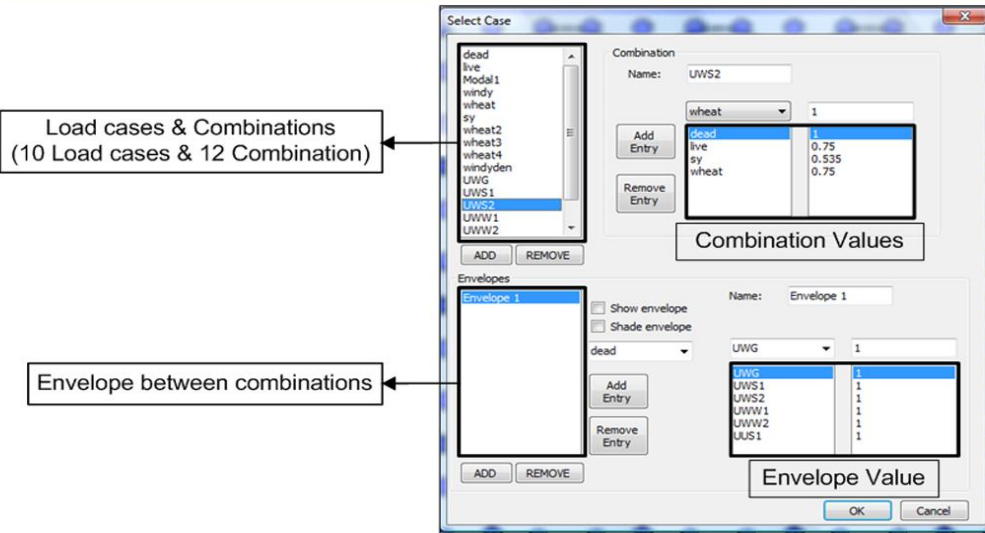 Select Case
dead
live
Modal1
windy
wheat
sy
wheat2
wheat3
wheat4
windyden
UWG
UWS1
UWS2
UWW1
UWW2
ADD REMOVE
Combination
Name: UWS2
wheat 1
Add Entry
Remove Entry
dead 1
live 0.75
sy 0.535
wheat 0.75
Combination Values
Load cases & Combinations
(10 Load cases & 12 Combination)
Envelopes
Envelope 1
Show envelope
Shade envelope
dead
Add Entry
Remove Entry
ADD REMOVE
Name: Envelope 1
UWG 1
UWG 1
UWS1 1
UWS2 1
UWW1 1
UWW2 1
UUS1 1
Envelope Value
Envelope between combinations
OK Cancel